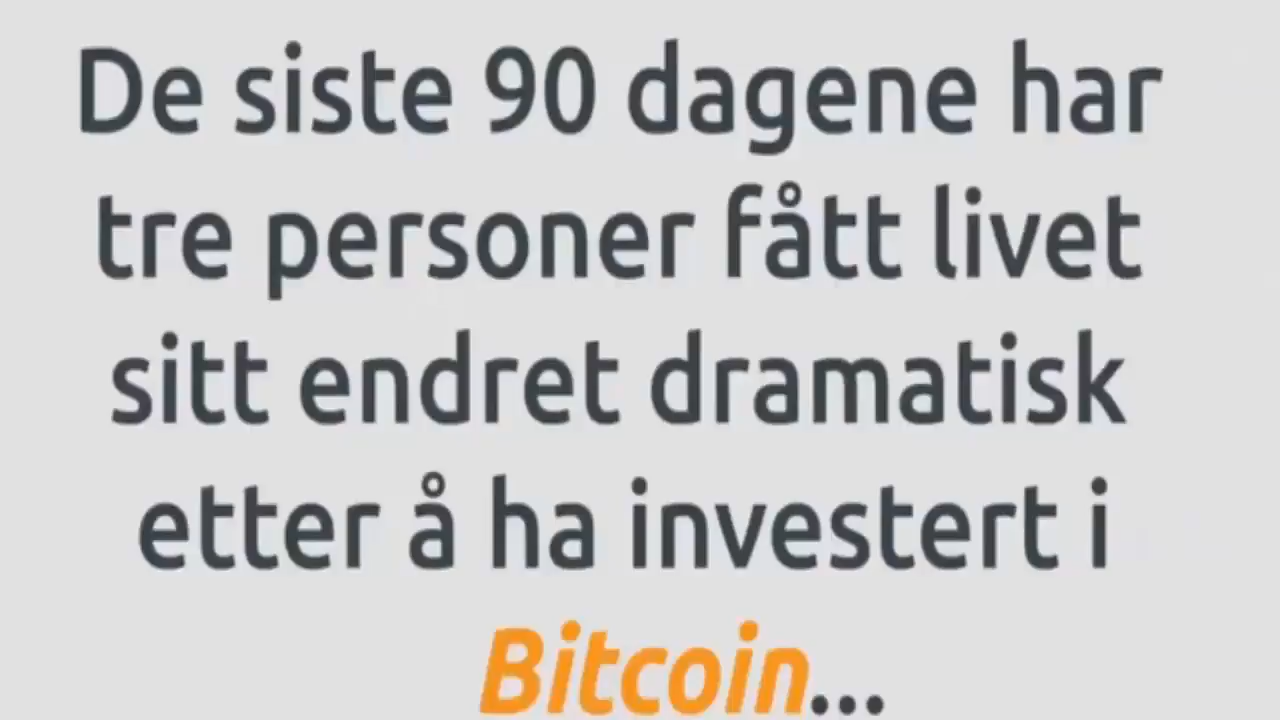 De siste 90 dagene har
tre personer fått livet
sitt endret dramatisk
etter å ha investert i
Bitcoin...